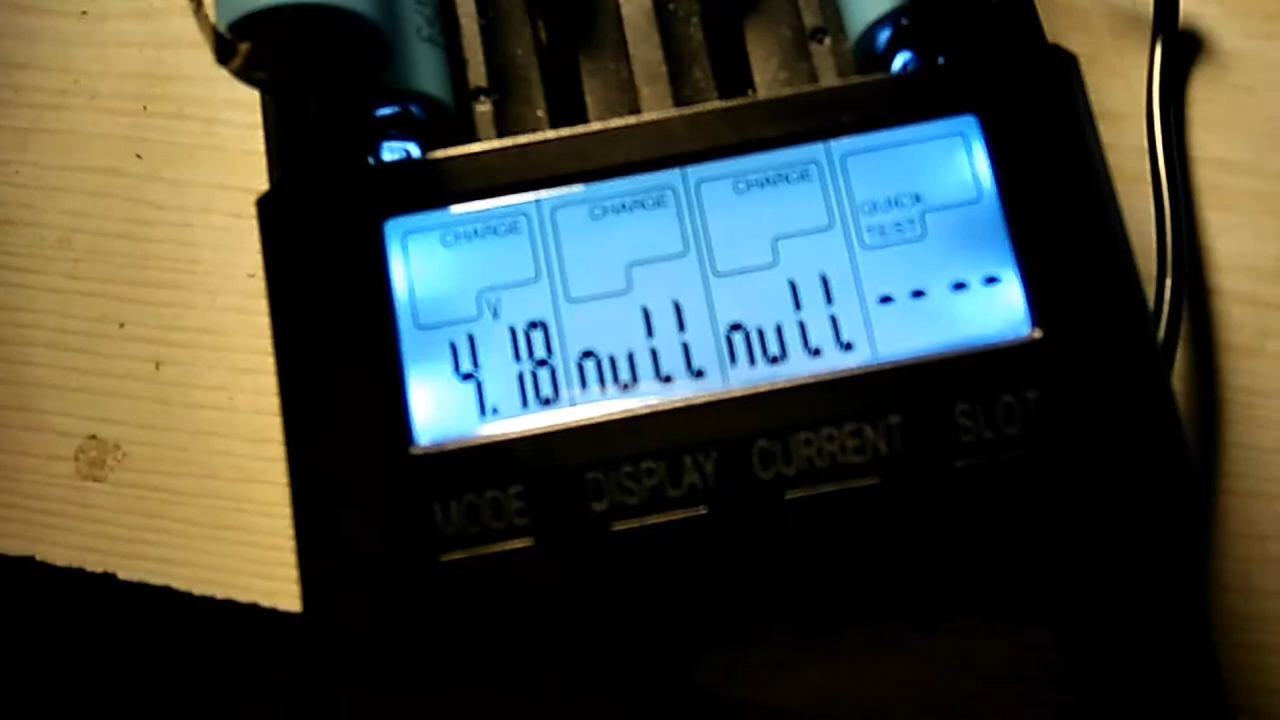 CHARGE CHARGE CHARGE QUICK
TEST
V
4.18 null null ----
MODE DISPLAY CURRENT SLOT